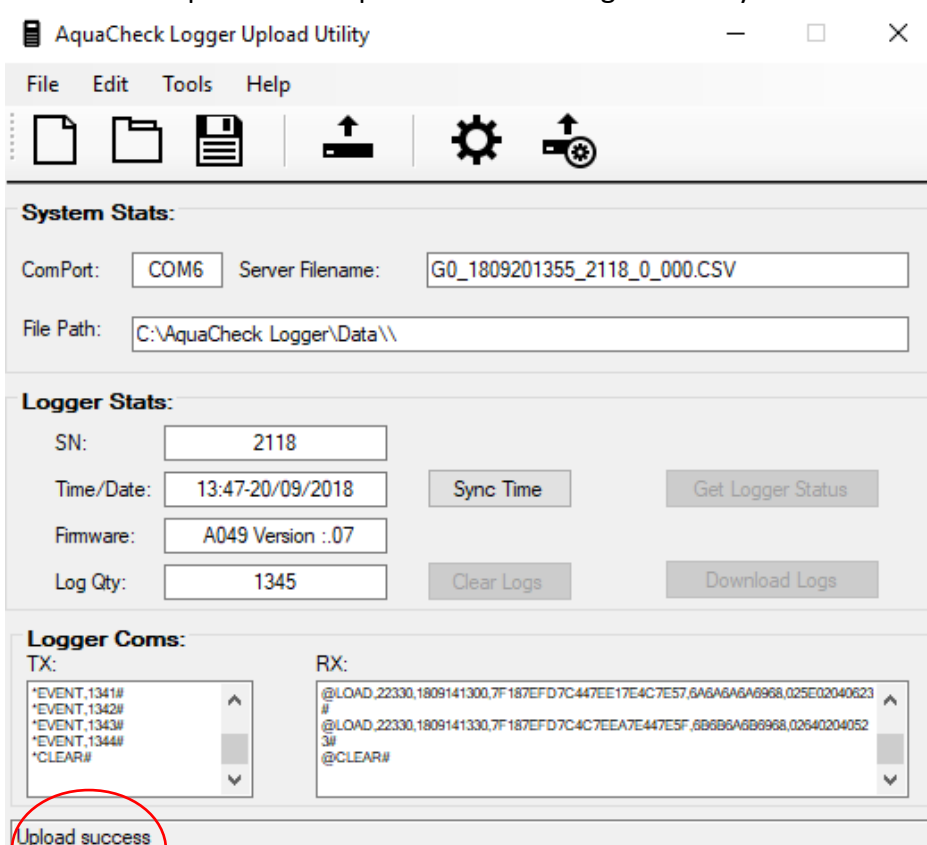 AquaCheck Logger Upload Utility
File Edit Tools Help
System Stats:
ComPort: COM6 Server Filename: G0_1809201355_2118_0_000.CSV
File Path: C:\AquaCheck Logger\Data\\
Logger Stats:
SN: 2118
Time/Date: 13:47-20/09/2018 Sync Time Get Logger Status
Firmware: A049 Version :.07
Log Qty: 1345 Clear Logs Download Logs
Logger Coms:
TX:
*EVENT,1341#
*EVENT,1342#
*EVENT,1343#
*EVENT,1344#
*CLEAR#
RX:
@LOAD,22330,1809141300,7F187EFD7C447EE17E4C7E57,6A6A6A6A6968,025E02040623
#
@LOAD,22330,1809141330,7F187EFD7C4C7EEA7E447E5F,6B6B6A6B6968,02640204052
3#
@CLEAR#
Upload success